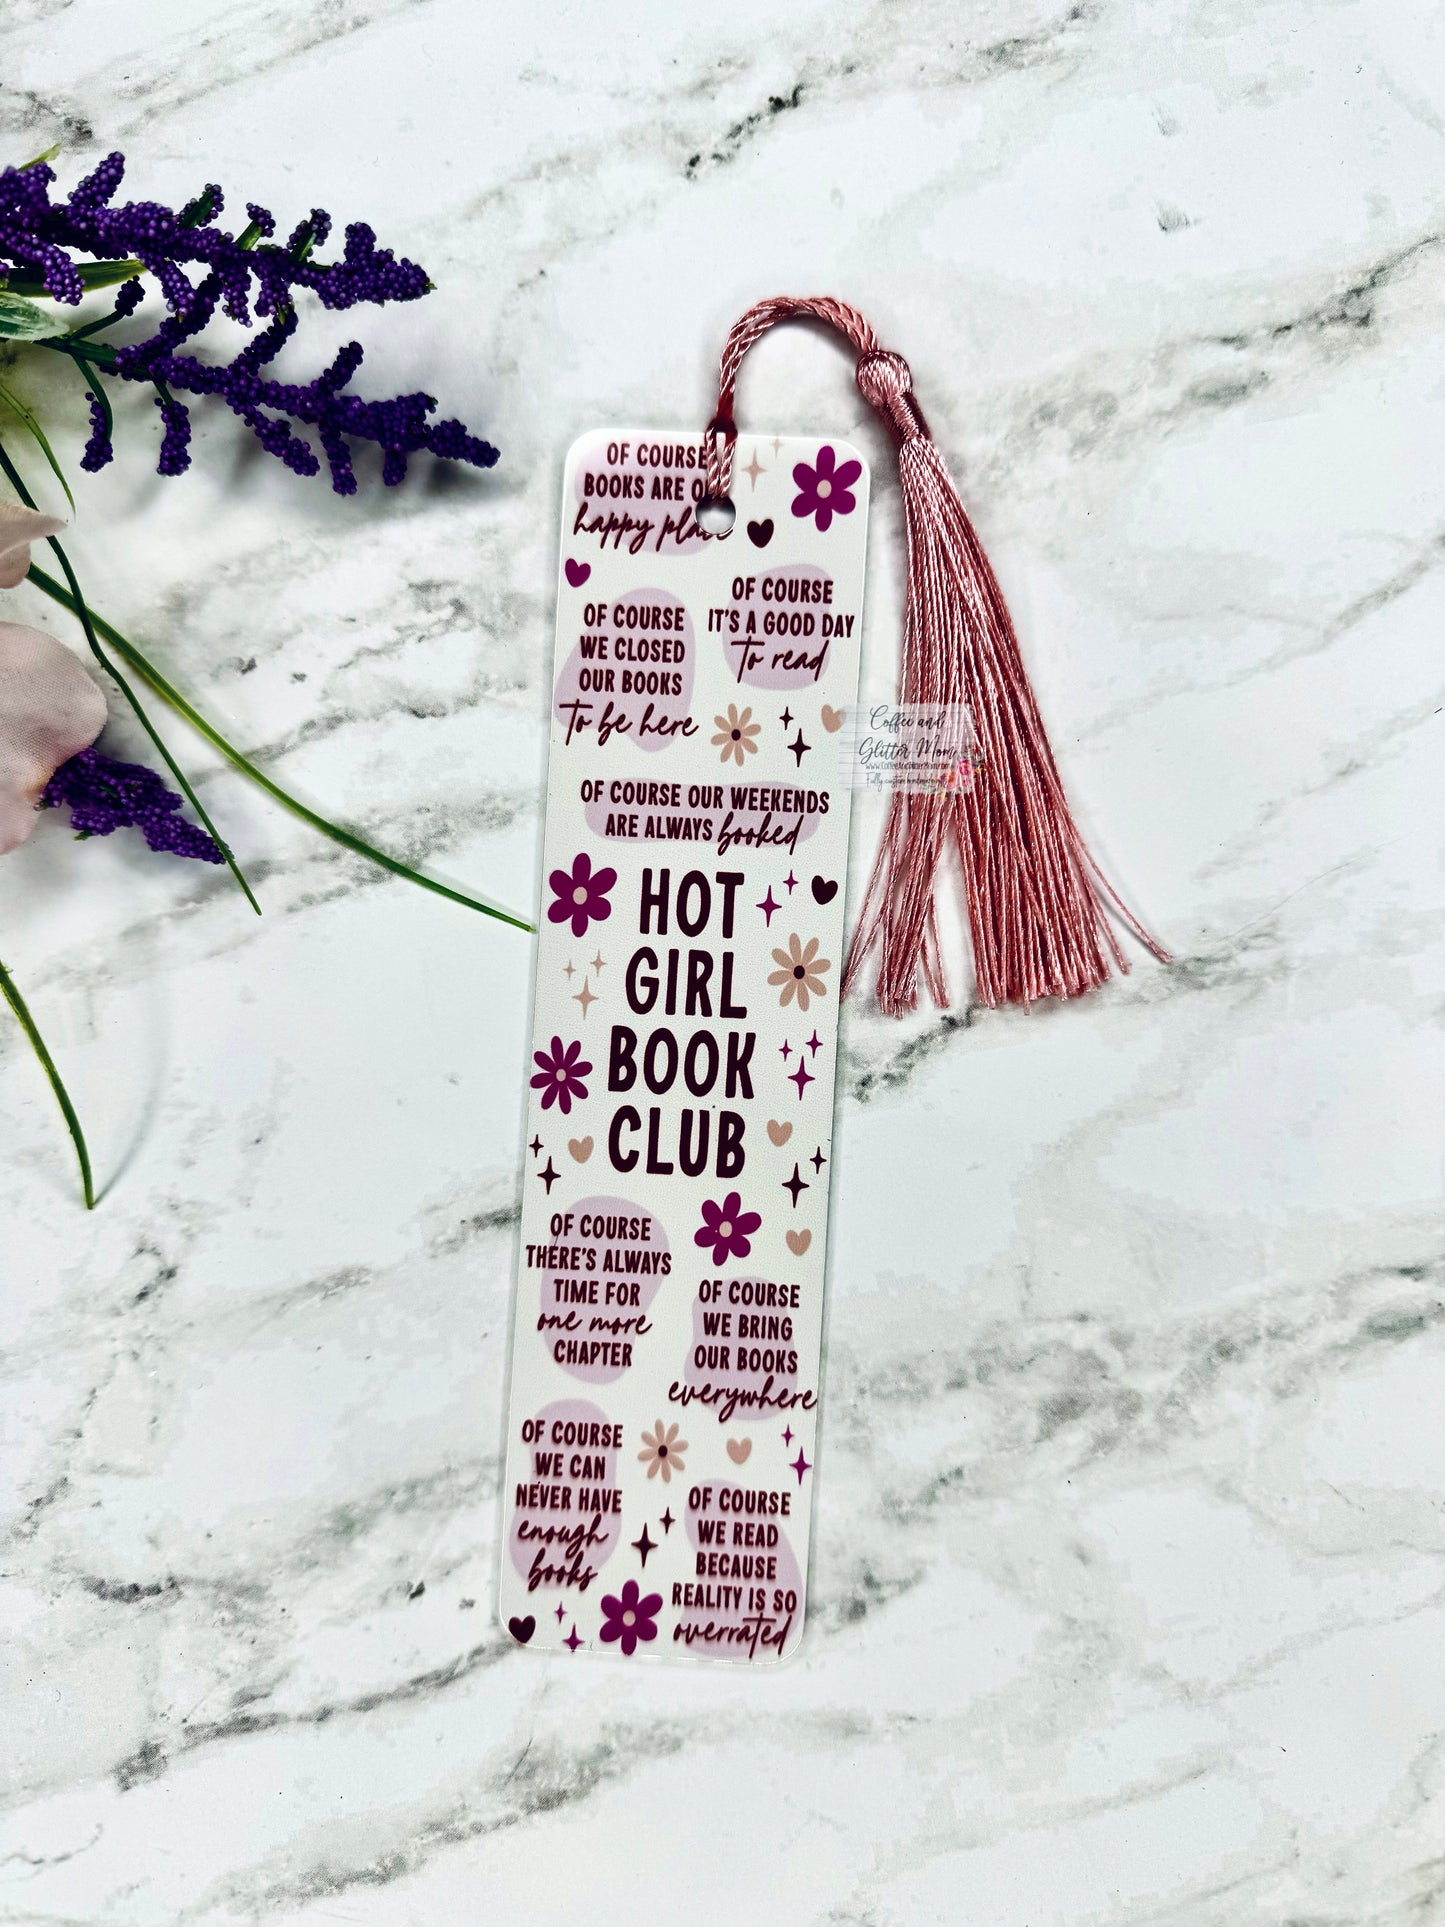 OF COURSE
BOOKS ARE
happy
OF COURSE
IT'S A GOOD DAY
to read
OF COURSE
WE CLOSED
OUR BOOKS
to be here
Coffee and
Glitter Mom
www.CoffeeAndGlitterMom.com
OF COURSE OUR WEEKENDS
ARE ALWAYS booked
HOT
GIRL
BOOK
CLUB
OF COURSE
THERE'S ALWAYS
TIME FOR
one more
CHAPTER
OF COURSE
WE BRING
OUR BOOKS
everywhere
OF COURSE
WE CAN
NEVER HAVE
enough
books
OF COURSE
WE READ
BECAUSE
REALITY IS SO
overrated